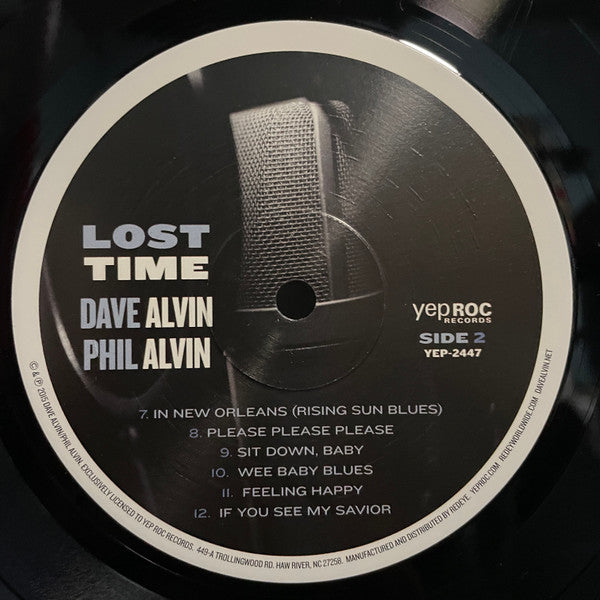 LOST
TIME
DAVE ALVIN
PHIL ALVIN
yepROC
RECORDS
SIDE 2
YEP-2447
7. IN NEW ORLEANS (RISING SUN BLUES)
8. PLEASE PLEASE PLEASE
9. SIT DOWN, BABY
10. WEE BABY BLUES
11. FEELING HAPPY
12. IF YOU SEE MY SAVIOR
© & ℗ 2015 DAVE ALVIN/PHIL ALVIN. EXCLUSIVELY LICENSED TO YEP ROC RECORDS. 449-A TROLLINGWOOD RD. HAW RIVER, NC 27258. MANUFACTURED AND DISTRIBUTED BY REDEYE. YEPROC.COM REDEYEWORLDWIDE.COM DAVEALVIN.NET